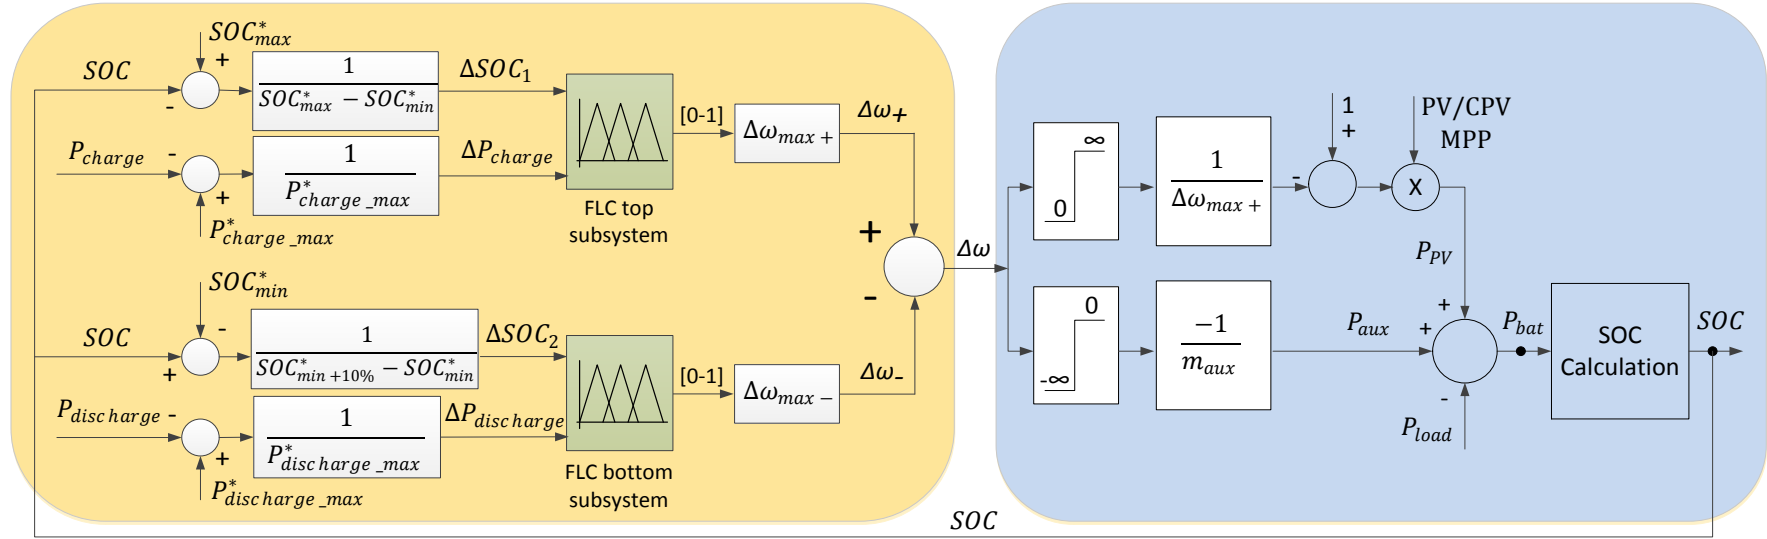 SOC*max
SOC
+
-
1
SOC*max − SOC*min
ΔSOC1
Pcharge
-
+
P*charge_max
1
P*charge_max
ΔPcharge
FLC top
subsystem
[0-1]
Δωmax+
Δω+
SOC*min
SOC
-
+
1
SOC*min+10% − SOC*min
ΔSOC2
Pdischarge
-
+
P*discharge_max
1
P*discharge_max
ΔPdischarge
FLC bottom
subsystem
[0-1]
Δωmax−
Δω-
+
-
Δω
∞
0
1
Δωmax+
1
+
-
PV/CPV
MPP
X
PPV
0
-∞
−1
maux
Paux
+
+
-
Pload
Pbat
SOC
Calculation
SOC
SOC